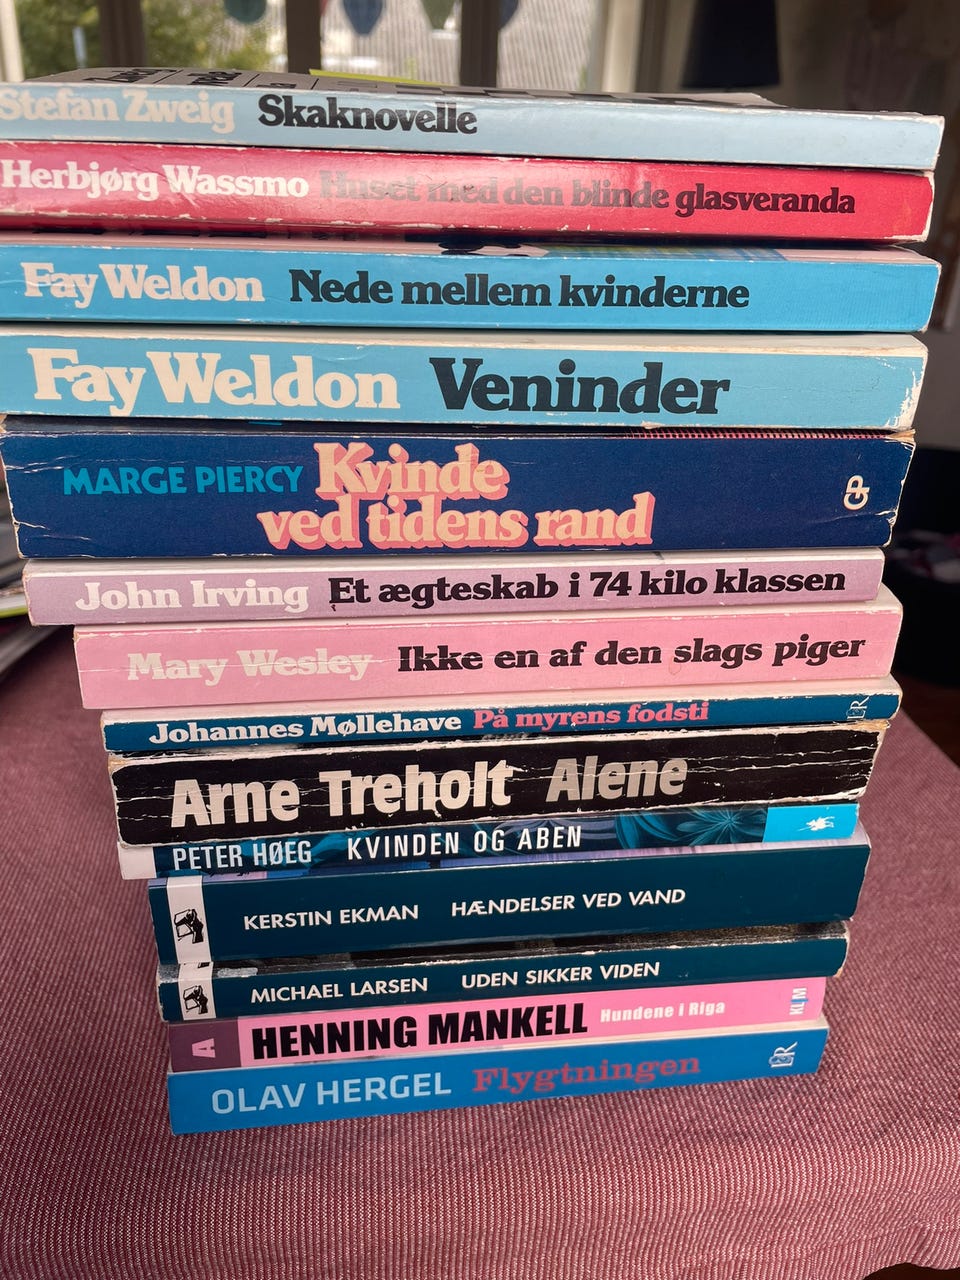 Stefan Zweig Skaknovelle
Herbjørg Wassmo Huset med den blinde glasveranda
Fay Weldon Nede mellem kvinderne
Fay Weldon Veninder
MARGE PIERCY Kvinde
ved tidens rand
GP
John Irving Et ægteskab i 74 kilo klassen
Mary Wesley Ikke en af den slags piger
Johannes Møllehave På myrens fodsti
L&R
Arne Treholt Alene
PETER HØEG KVINDEN OG ABEN
KERSTIN EKMAN HÆNDELSER VED VAND
MICHAEL LARSEN UDEN SIKKER VIDEN
A HENNING MANKELL Hundene i Riga KLIM
OLAV HERGEL Flygtningen L&R